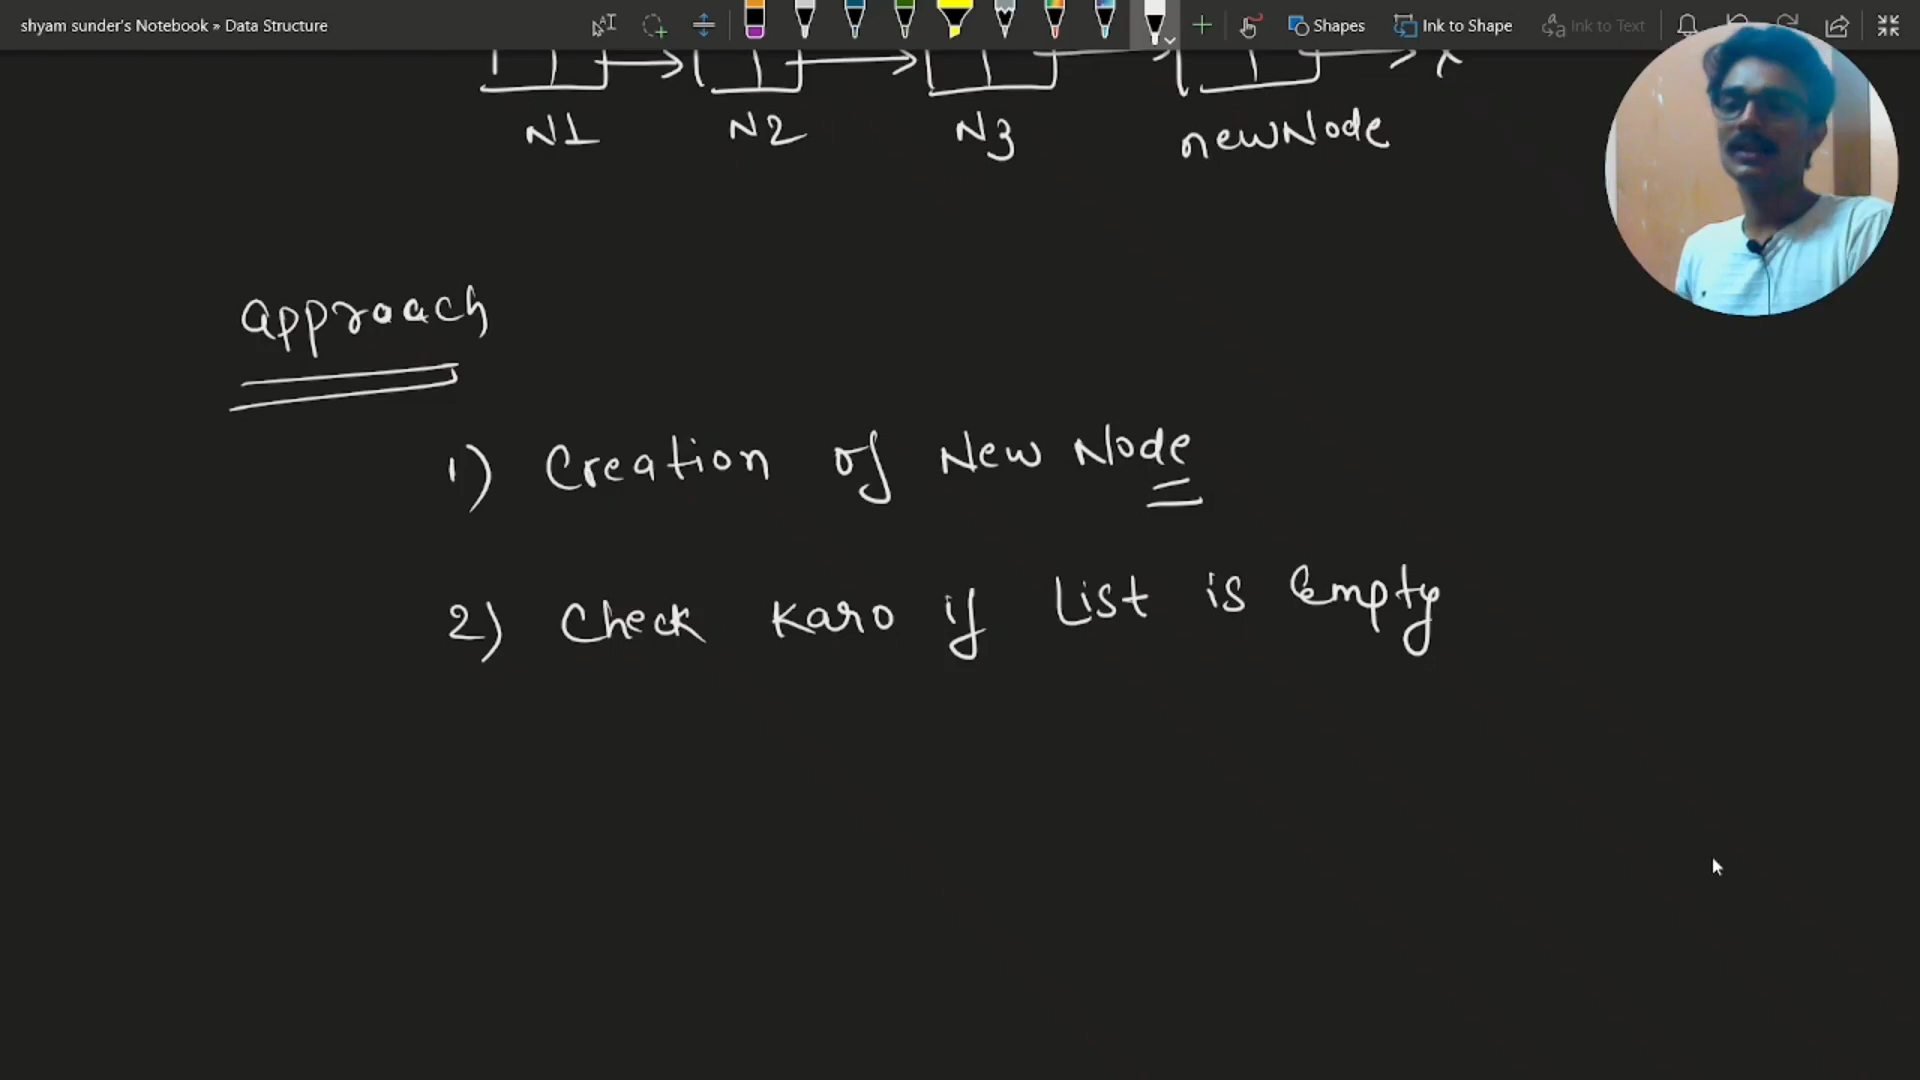 shyam sunder's Notebook » Data Structure
Shapes
Ink to Shape
Ink to Text
N1 N2 N3 newNode
approach
1) Creation of New Node
2) Check Karo if List is Empty